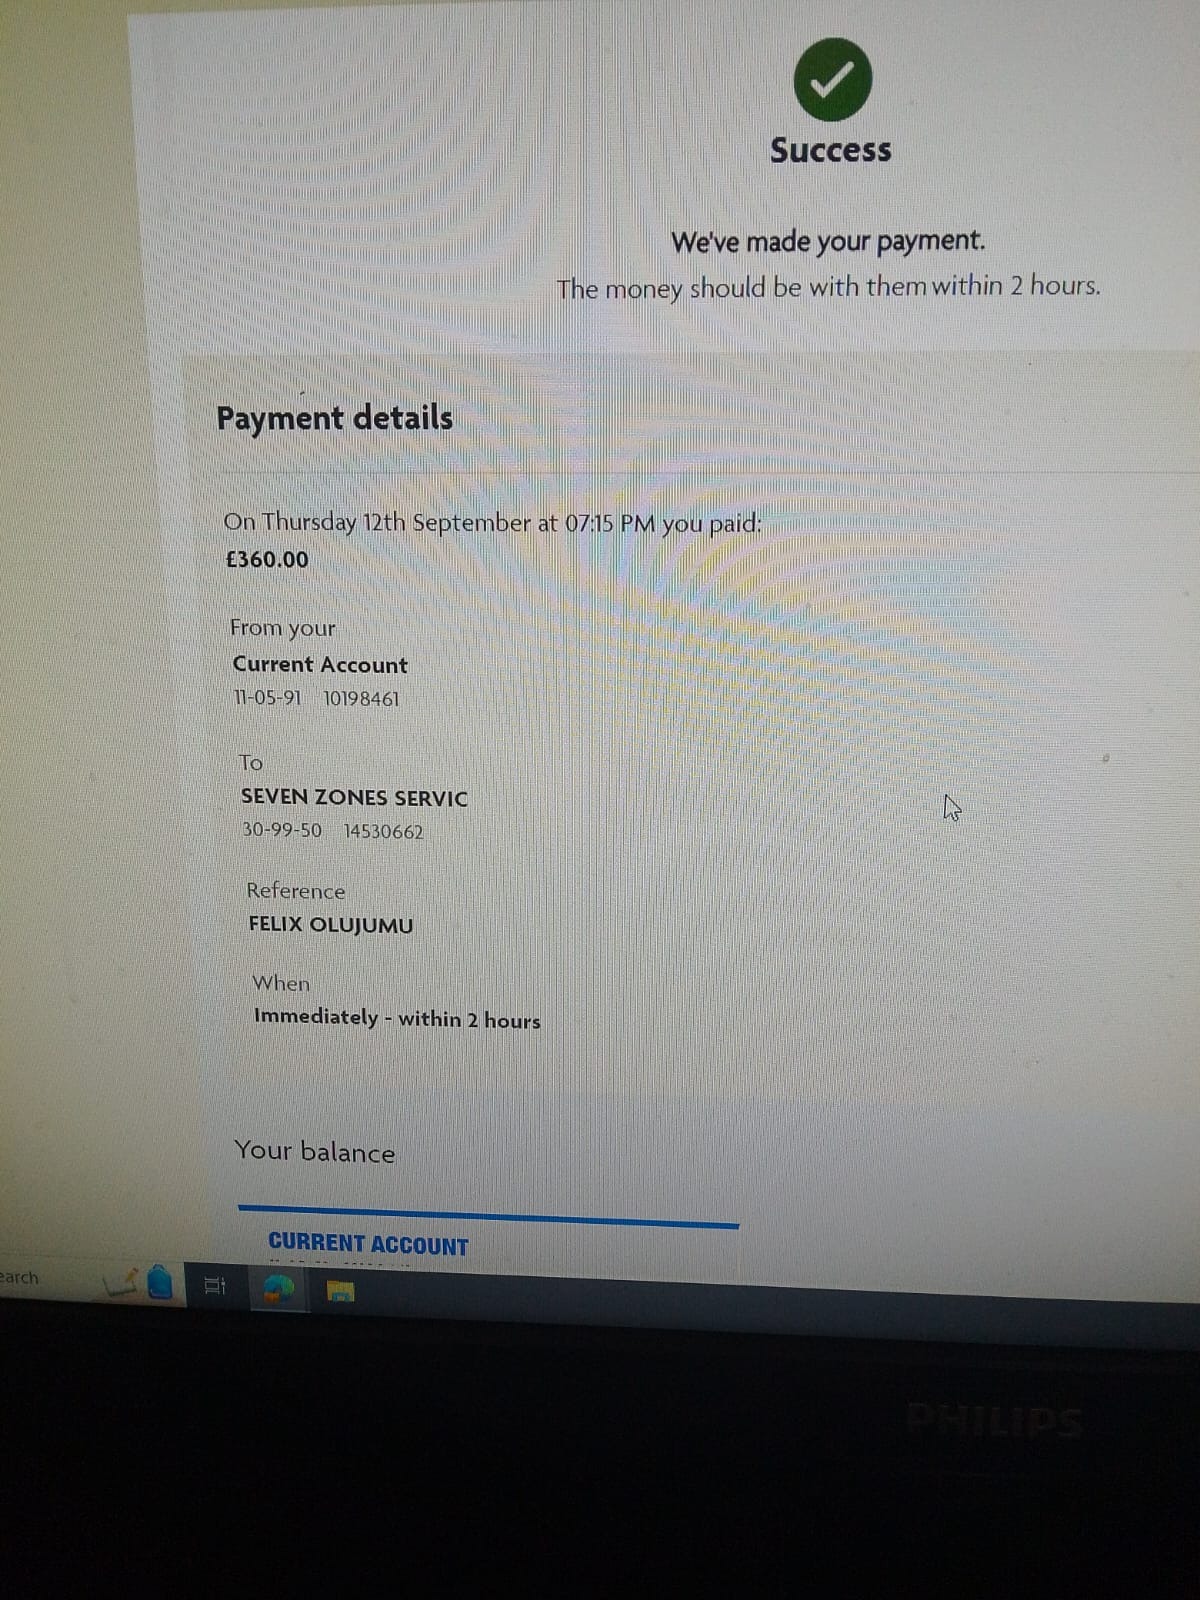 Success
We've made your payment.
The money should be with them within 2 hours.
Payment details
On Thursday 12th September at 07:15 PM you paid:
£360.00
From your
Current Account
11-05-91 10198461
To
SEVEN ZONES SERVIC
30-99-50 14530662
Reference
FELIX OLUJUMU
When
Immediately - within 2 hours
Your balance
CURRENT ACCOUNT
earch
PHILIPS